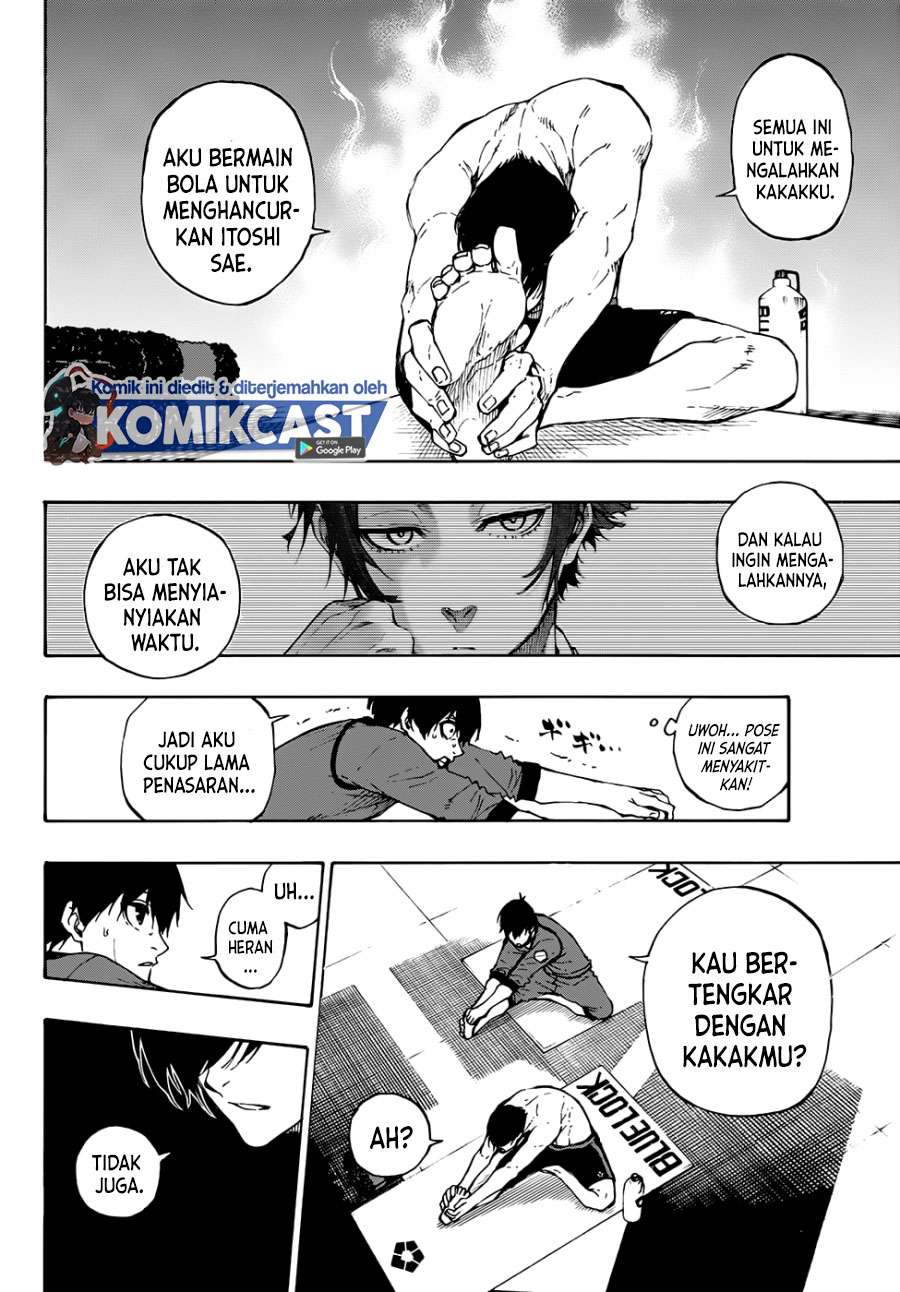 SEMUA INI
UNTUK ME-
NGALAHKAN
KAKAKKU.
AKU BERMAIN
BOLA UNTUK
MENGHANCUR-
KAN ITOSHI
SAE.
Komik ini diedit & diterjemahkan oleh
KOMIKCAST
GET IT ON
Google Play
DAN KALAU
INGIN MENGA-
LAHKANNYA,
AKU TAK
BISA MENYIA-
NYIAKAN
WAKTU.
UWOH... POSE
INI SANGAT
MENYAKIT-
KAN!
ギギ...
JADI AKU
CUKUP LAMA
PENASARAN...
KAU BER-
TENGKAR
DENGAN
KAKAKMU?
LOCK
BLUE LOCK
AH?
UH...
CUMA
HERAN
...
TIDAK
JUGA.